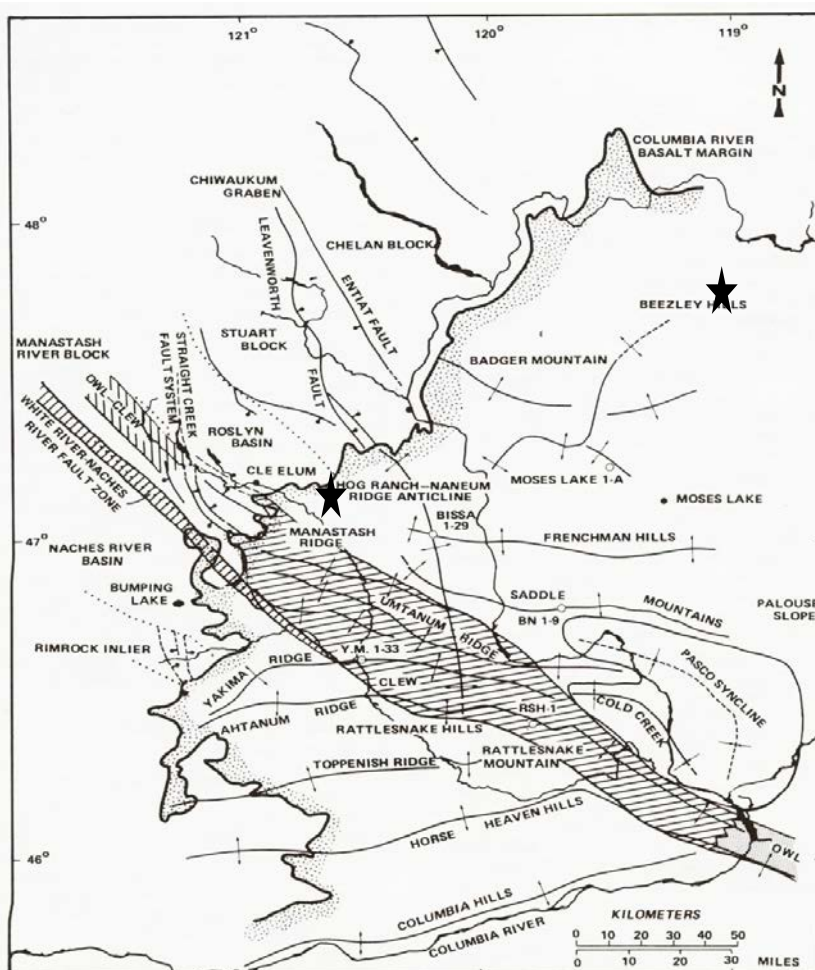 121°
120°
119°
N
COLUMBIA RIVER
BASALT MARGIN
CHIWAUKUM
GRABEN
48°
LEAVENWORTH
FAULT
CHELAN BLOCK
ENTIAT FAULT
BEEZLEY HILLS
STUART
BLOCK
MANASTASH
RIVER BLOCK
STRAIGHT CREEK
FAULT SYSTEM
BADGER MOUNTAIN
OWL-CLEW
WHITE RIVER-NACHES
RIVER FAULT ZONE
ROSLYN
BASIN
CLE ELUM
HOG RANCH-NANEUM
RIDGE ANTICLINE
MOSES LAKE 1-A
MOSES LAKE
BISSA
1-29
47°
MANASTASH
RIDGE
FRENCHMAN HILLS
NACHES RIVER
BASIN
BUMPING
LAKE
SADDLE
MOUNTAINS
BN 1-9
PALOUSE
SLOPE
UMTANUM
RIDGE
RIMROCK INLIER
YAKIMA
RIDGE
Y.M. 1-33
CLEW
PASCO SYNCLINE
COLD CREEK
RSH-1
AHTANUM RIDGE
RATTLESNAKE HILLS
RATTLESNAKE
MOUNTAIN
TOPPENISH RIDGE
HORSE HEAVEN HILLS
46°
OWL
COLUMBIA HILLS
COLUMBIA RIVER
KILOMETERS
0 10 20 30 40 50
0 10 20 30
MILES